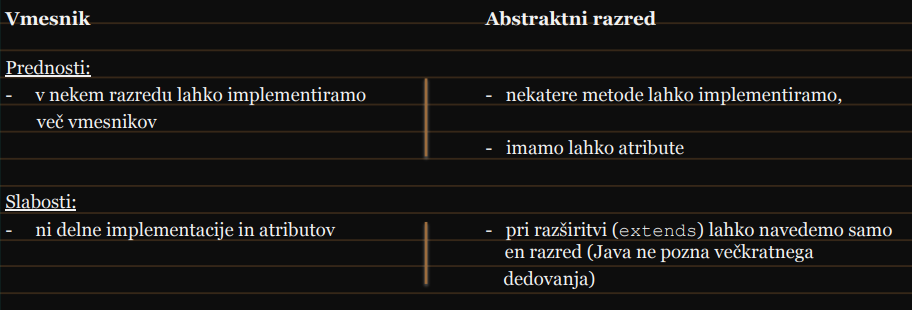 Vmesnik
Abstraktni razred
Prednosti:
- v nekem razredu lahko implementiramo
več vmesnikov
- nekatere metode lahko implementiramo,
- imamo lahko atribute
Slabosti:
- ni delne implementacije in atributov
- pri razširitvi (extends) lahko navedemo samo
en razred (Java ne pozna večkratnega
dedovanja)